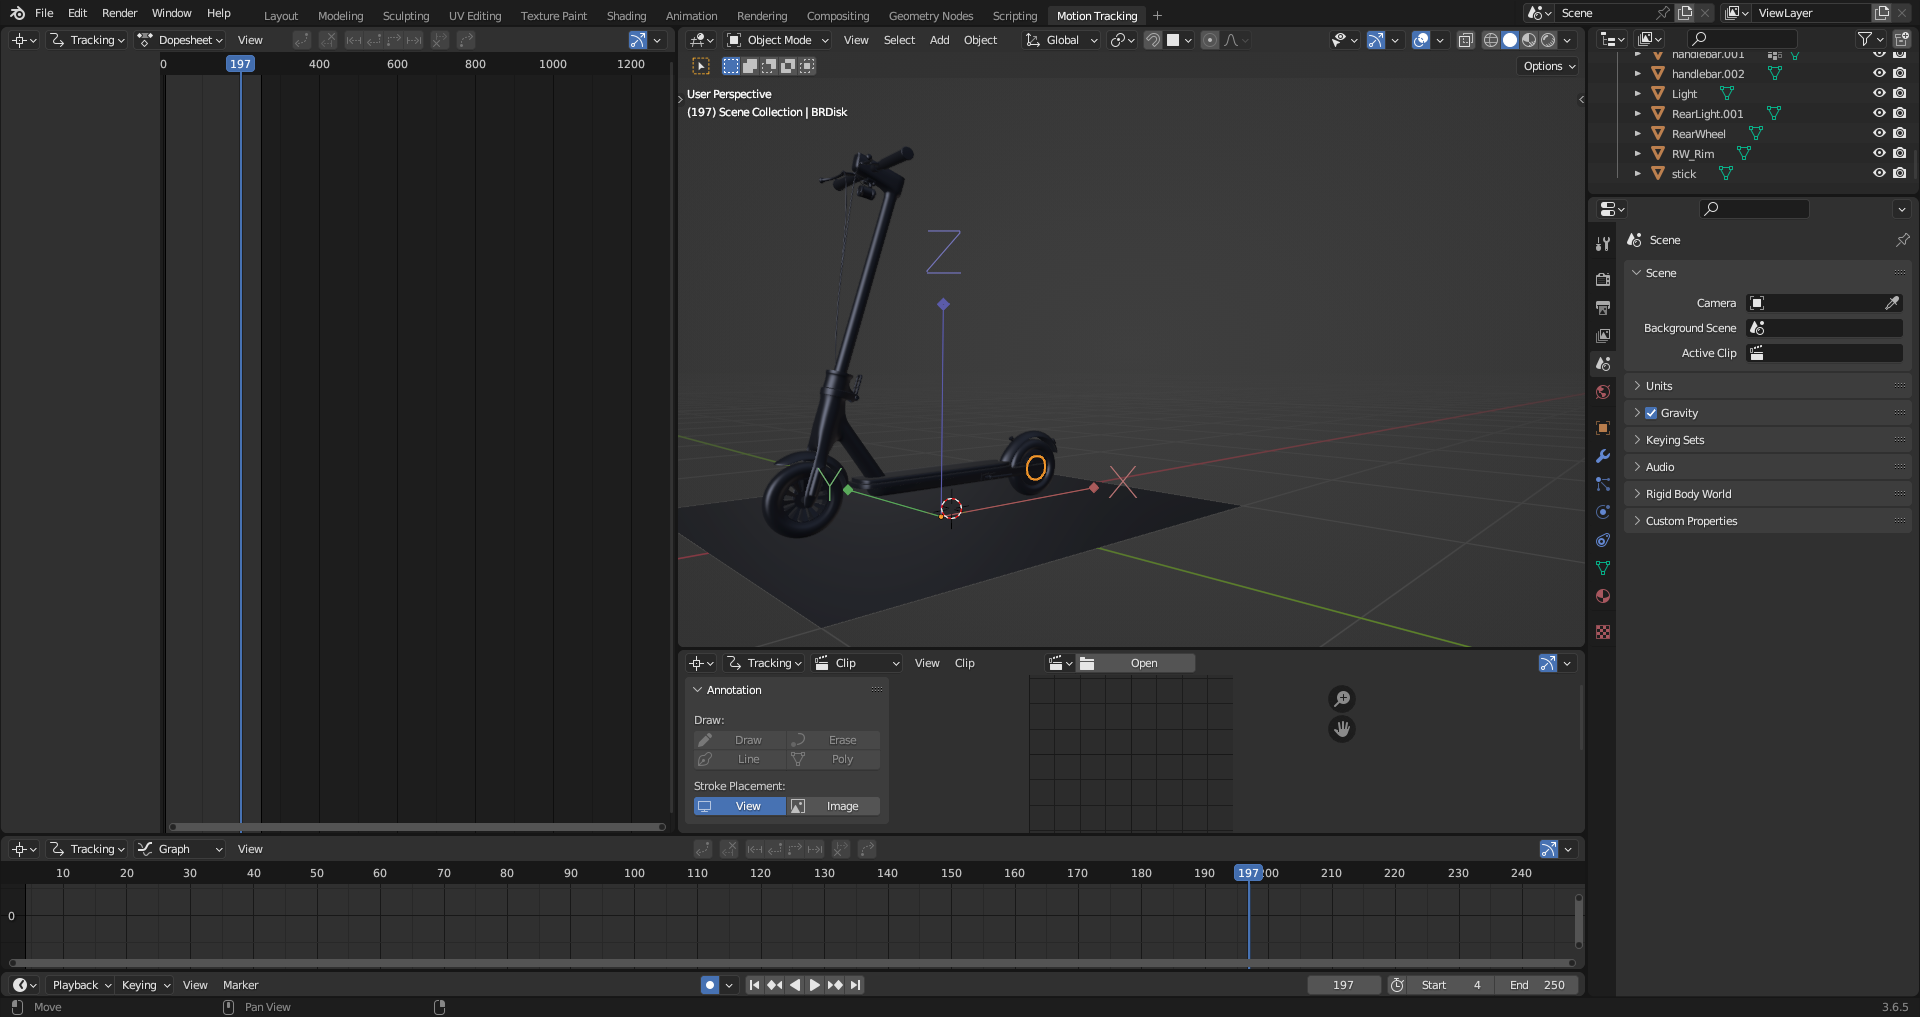 File Edit Render Window Help Layout Modeling Sculpting UV Editing Texture Paint Shading Animation Rendering Compositing Geometry Nodes Scripting Motion Tracking + Scene ViewLayer
Tracking Dopesheet View
0 197 400 600 800 1000 1200
Object Mode View Select Add Object Global
Options
User Perspective
(197) Scene Collection | BRDisk
Z
Y
X
handlebar.001
handlebar.002
Light
RearLight.001
RearWheel
RW_Rim
stick
Scene
Scene
Camera
Background Scene
Active Clip
Units
Gravity
Keying Sets
Audio
Rigid Body World
Custom Properties
Tracking Clip View Clip Open
Annotation
Draw:
Draw Erase
Line Poly
Stroke Placement:
View Image
Tracking Graph View
10 20 30 40 50 60 70 80 90 100 110 120 130 140 150 160 170 180 190 197 200 210 220 230 240
0
Playback Keying View Marker 197 Start 4 End 250
Move Pan View 3.6.5